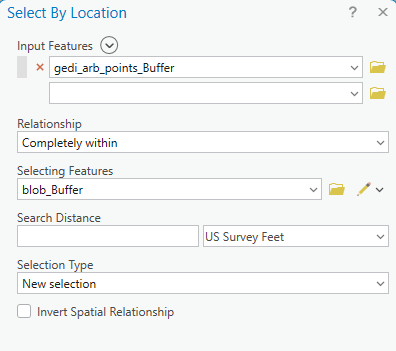 Select By Location ? ×
Input Features
gedi_arb_points_Buffer
Relationship
Completely within
Selecting Features
blob_Buffer
Search Distance
US Survey Feet
Selection Type
New selection
Invert Spatial Relationship